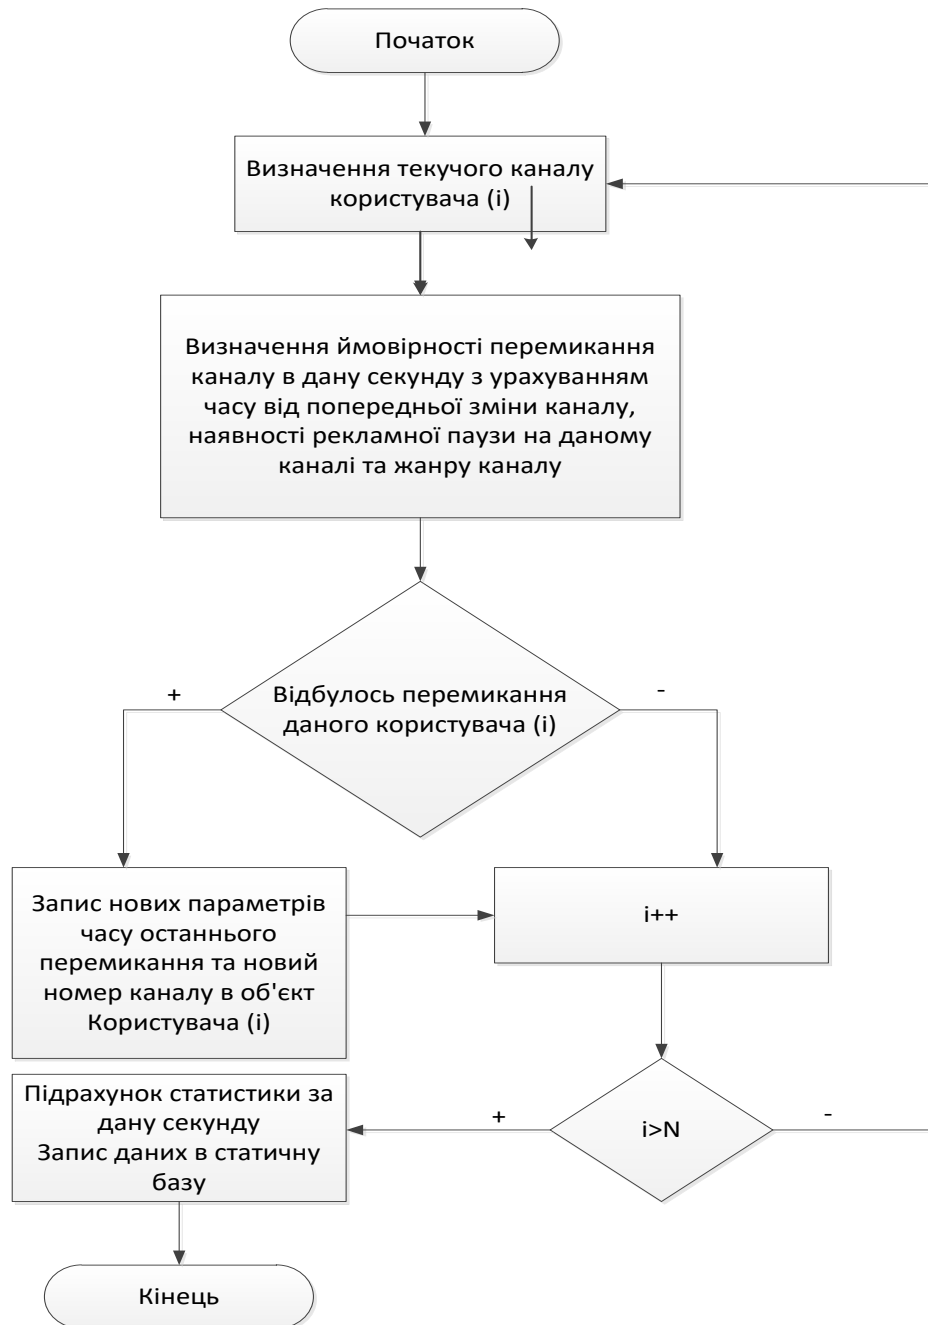 Початок
Визначення текучого каналу
користувача (і)
Визначення ймовірності перемикання
каналу в дану секунду з урахуванням
часу від попередньої зміни каналу,
наявності рекламної паузи на даному
каналі та жанру каналу
Відбулось перемикання
даного користувача (і)
+
-
Запис нових параметрів
часу останнього
перемикання та новий
номер каналу в об'єкт
Користувача (і)
i++
i>N
+
-
Підрахунок статистики за
дану секунду
Запис даних в статичну
базу
Кінець